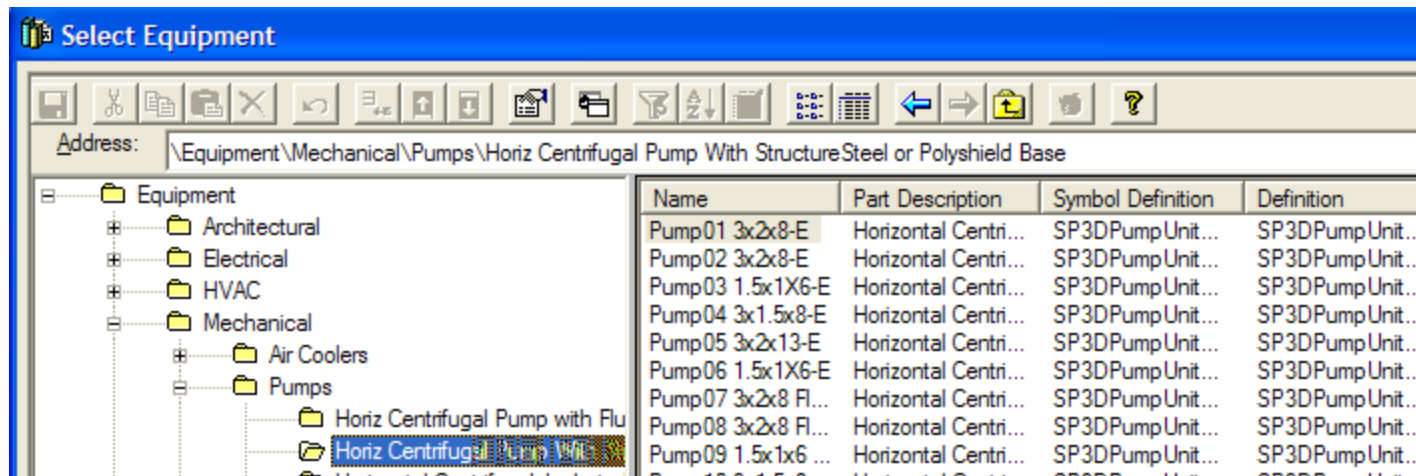 Select Equipment
Address: \Equipment\Mechanical\Pumps\Horiz Centrifugal Pump With StructureSteel or Polyshield Base
Equipment
Architectural
Electrical
HVAC
Mechanical
Air Coolers
Pumps
Horiz Centrifugal Pump with Flu
Horiz Centrifugal Pump With
Name Part Description Symbol Definition Definition
Pump01 3x2x8-E Horizontal Centri... SP3DPumpUnit... SP3DPumpUnit..
Pump02 3x2x8-E Horizontal Centri... SP3DPumpUnit... SP3DPumpUnit..
Pump03 1.5x1X6-E Horizontal Centri... SP3DPumpUnit... SP3DPumpUnit..
Pump04 3x1.5x8-E Horizontal Centri... SP3DPumpUnit... SP3DPumpUnit..
Pump05 3x2x13-E Horizontal Centri... SP3DPumpUnit... SP3DPumpUnit..
Pump06 1.5x1X6-E Horizontal Centri... SP3DPumpUnit... SP3DPumpUnit..
Pump07 3x2x8 Fl... Horizontal Centri... SP3DPumpUnit... SP3DPumpUnit..
Pump08 3x2x8 Fl... Horizontal Centri... SP3DPumpUnit... SP3DPumpUnit..
Pump09 1.5x1x6 ... Horizontal Centri... SP3DPumpUnit... SP3DPumpUnit..